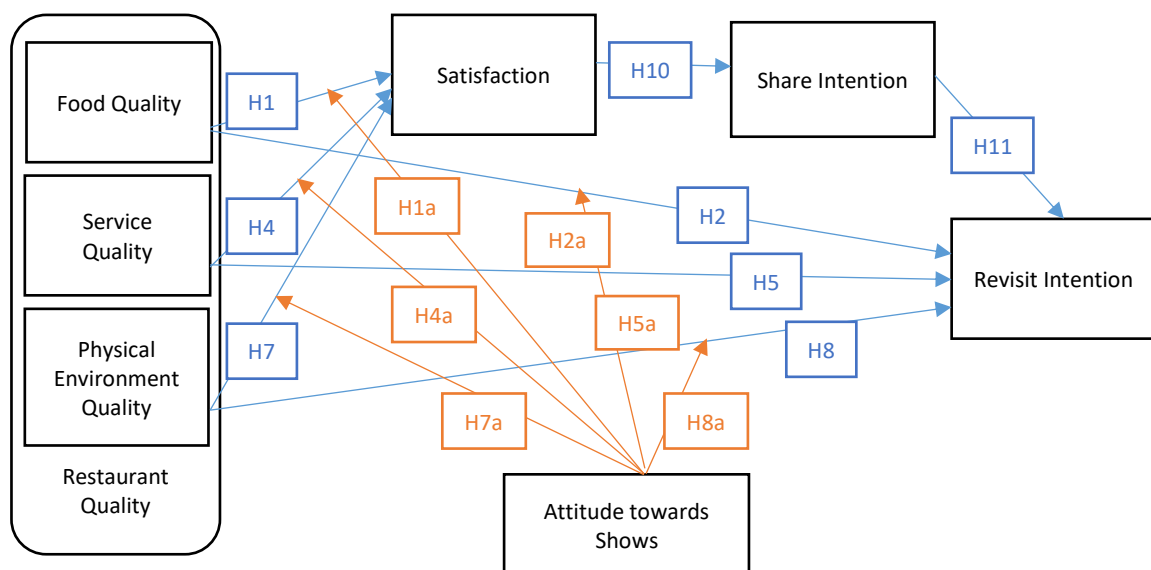 Food Quality
Service
Quality
Physical
Environment
Quality
Restaurant
Quality
H1
H4
H7
Satisfaction
H10
Share Intention
H11
H1a
H2a
H2
H4a
H5a
H5
H8
H7a
H8a
Revisit Intention
Attitude towards
Shows